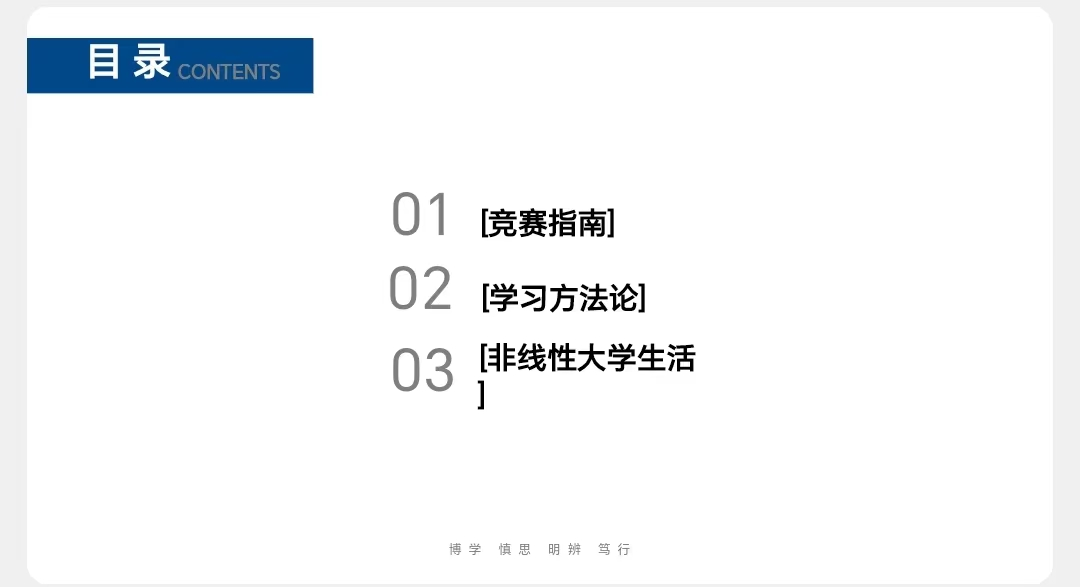 目录 CONTENTS
01 [竞赛指南]
02 [学习方法论]
03 [非线性大学生活
]
博学 慎思 明辨 笃行